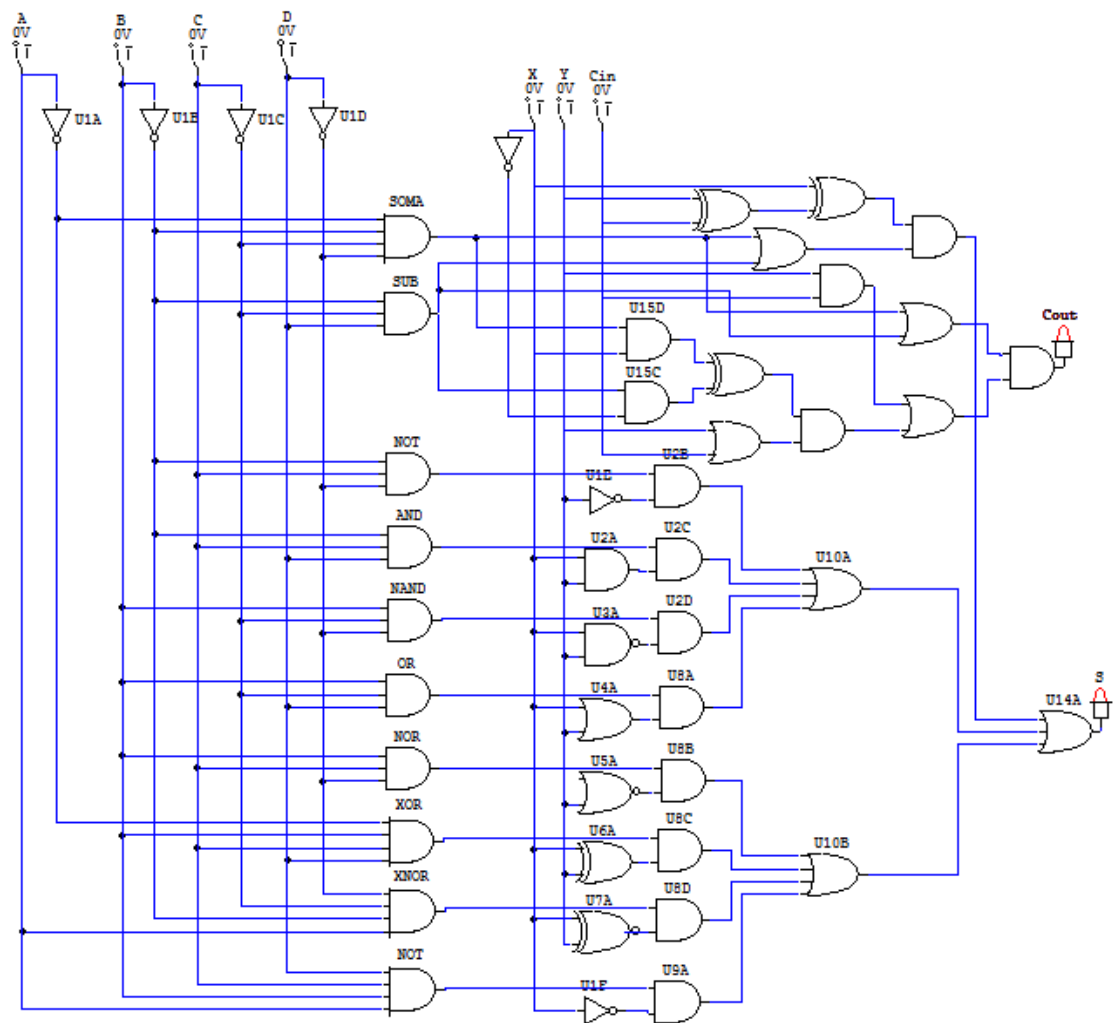 A B C D
0V 0V 0V 0V
X Y Cin
0V 0V 0V
U1A U1B U1C U1D
SOMA
SUB
U15D
Cout
U15C
NOT
U1E
U2B
AND
U2A
U2C
U10A
NAND
U3A
U2D
OR
U4A
U8A
S
U14A
NOR
U5A
U8B
XOR
U6A
U8C
U10B
XNOR
U7A
U8D
NOT
U1F
U9A